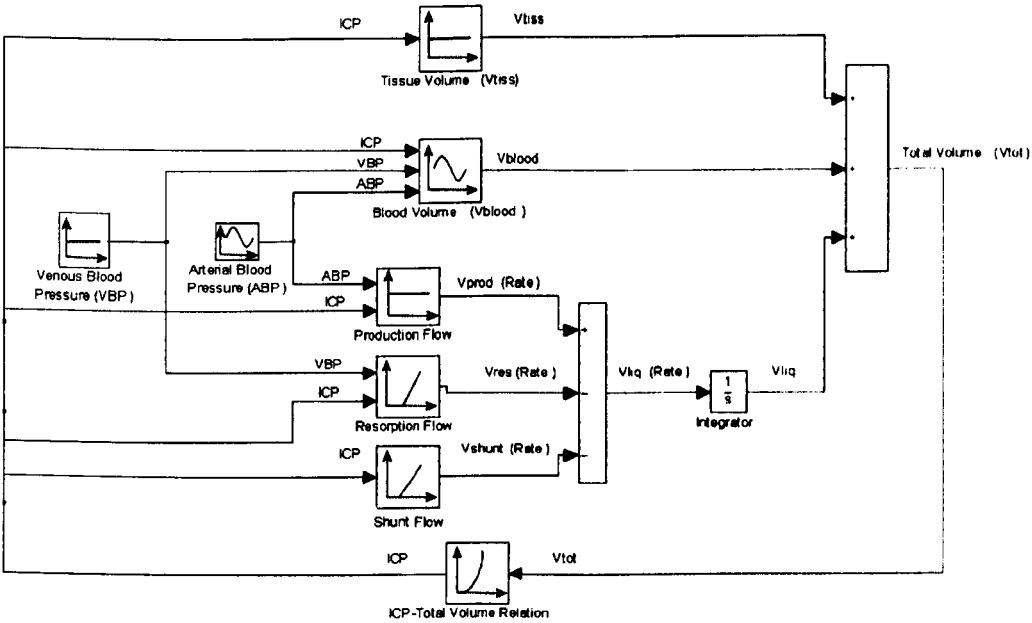 ICP
Vtiss
Tissue Volume (Vtiss)
ICP
VBP
ABP
Vblood
Blood Volume (Vblood )
Total Volume (Vtot)
Venous Blood
Pressure (VBP )
Arterial Blood
Pressure (ABP )
ABP
ICP
Vprod (Rate)
Production Flow
VBP
ICP
Vres (Rate )
Resorption Flow
Vliq (Rate )
1
s
Integrator
Vliq
ICP
Vshunt (Rate )
Shunt Flow
ICP
Vtot
ICP-Total Volume Relation